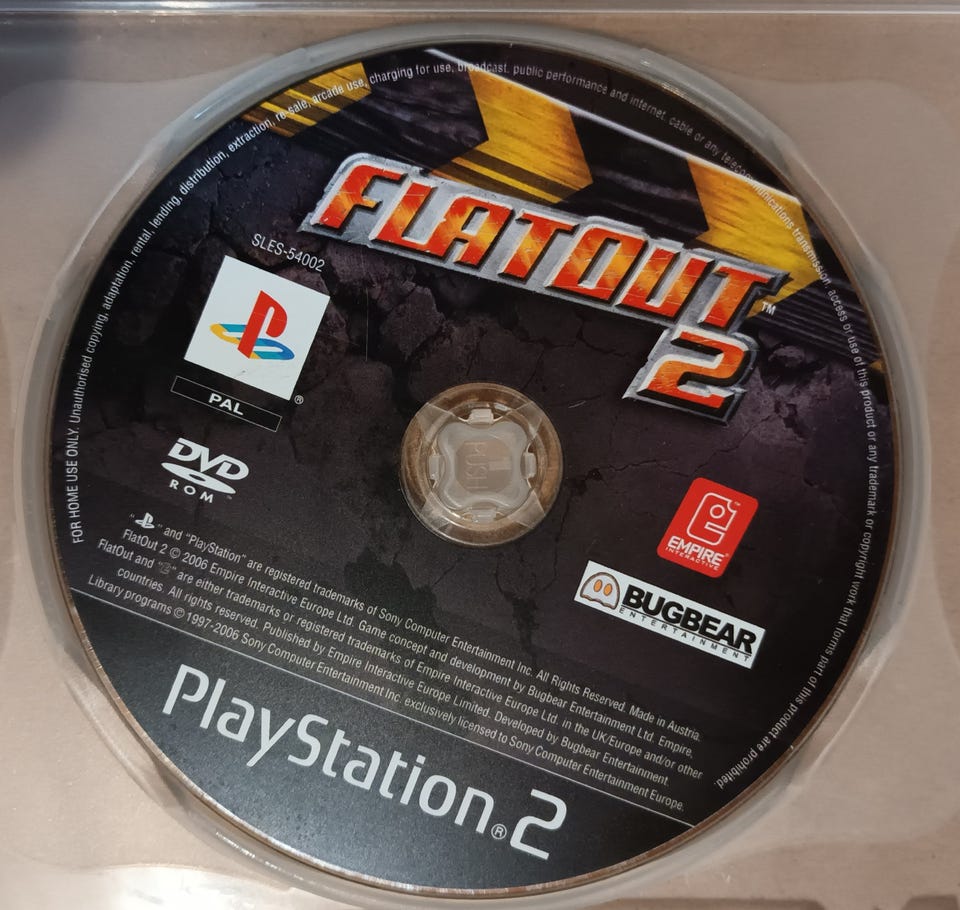 FOR HOME USE ONLY. Unauthorised copying, adaptation, rental, lending, distribution, extraction, re-sale, arcade use, charging for use, broadcast, public performance and internet, cable or any telecommunications transmission, access or use of this product or any trademark or copyright work that forms part of this product are prohibited.
FLATOUT™
2
SLES-54002
®
PAL
DVD
ROM™
PUSH
EMPIRE®
INTERACTIVE
BUGBEAR
ENTERTAINMENT
" " and "PlayStation" are registered trademarks of Sony Computer Entertainment Inc. All Rights Reserved. Made in Austria.
FlatOut 2 © 2006 Empire Interactive Europe Ltd. Game concept and development by Bugbear Entertainment Ltd. Empire,
FlatOut and "E" are either trademarks or registered trademarks of Empire Interactive Europe Ltd. in the UK/Europe and/or other
countries. All rights reserved. Published by Empire Interactive Europe Limited. Developed by Bugbear Entertainment.
Library programs © 1997-2006 Sony Computer Entertainment Inc. exclusively licensed to Sony Computer Entertainment Europe.
PlayStation®2